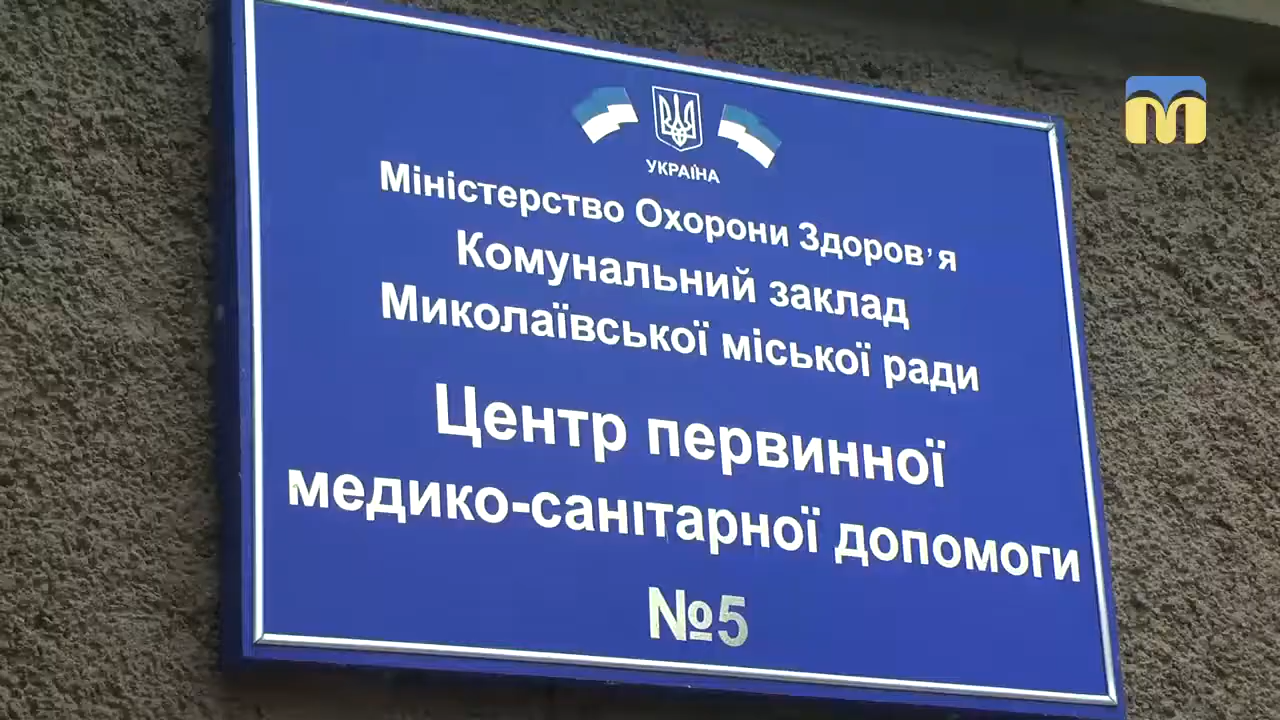 УКРАЇНА
Міністерство Охорони Здоров’я
Комунальний заклад
Миколаївської міської ради
Центр первинної
медико-санітарної допомоги
№5